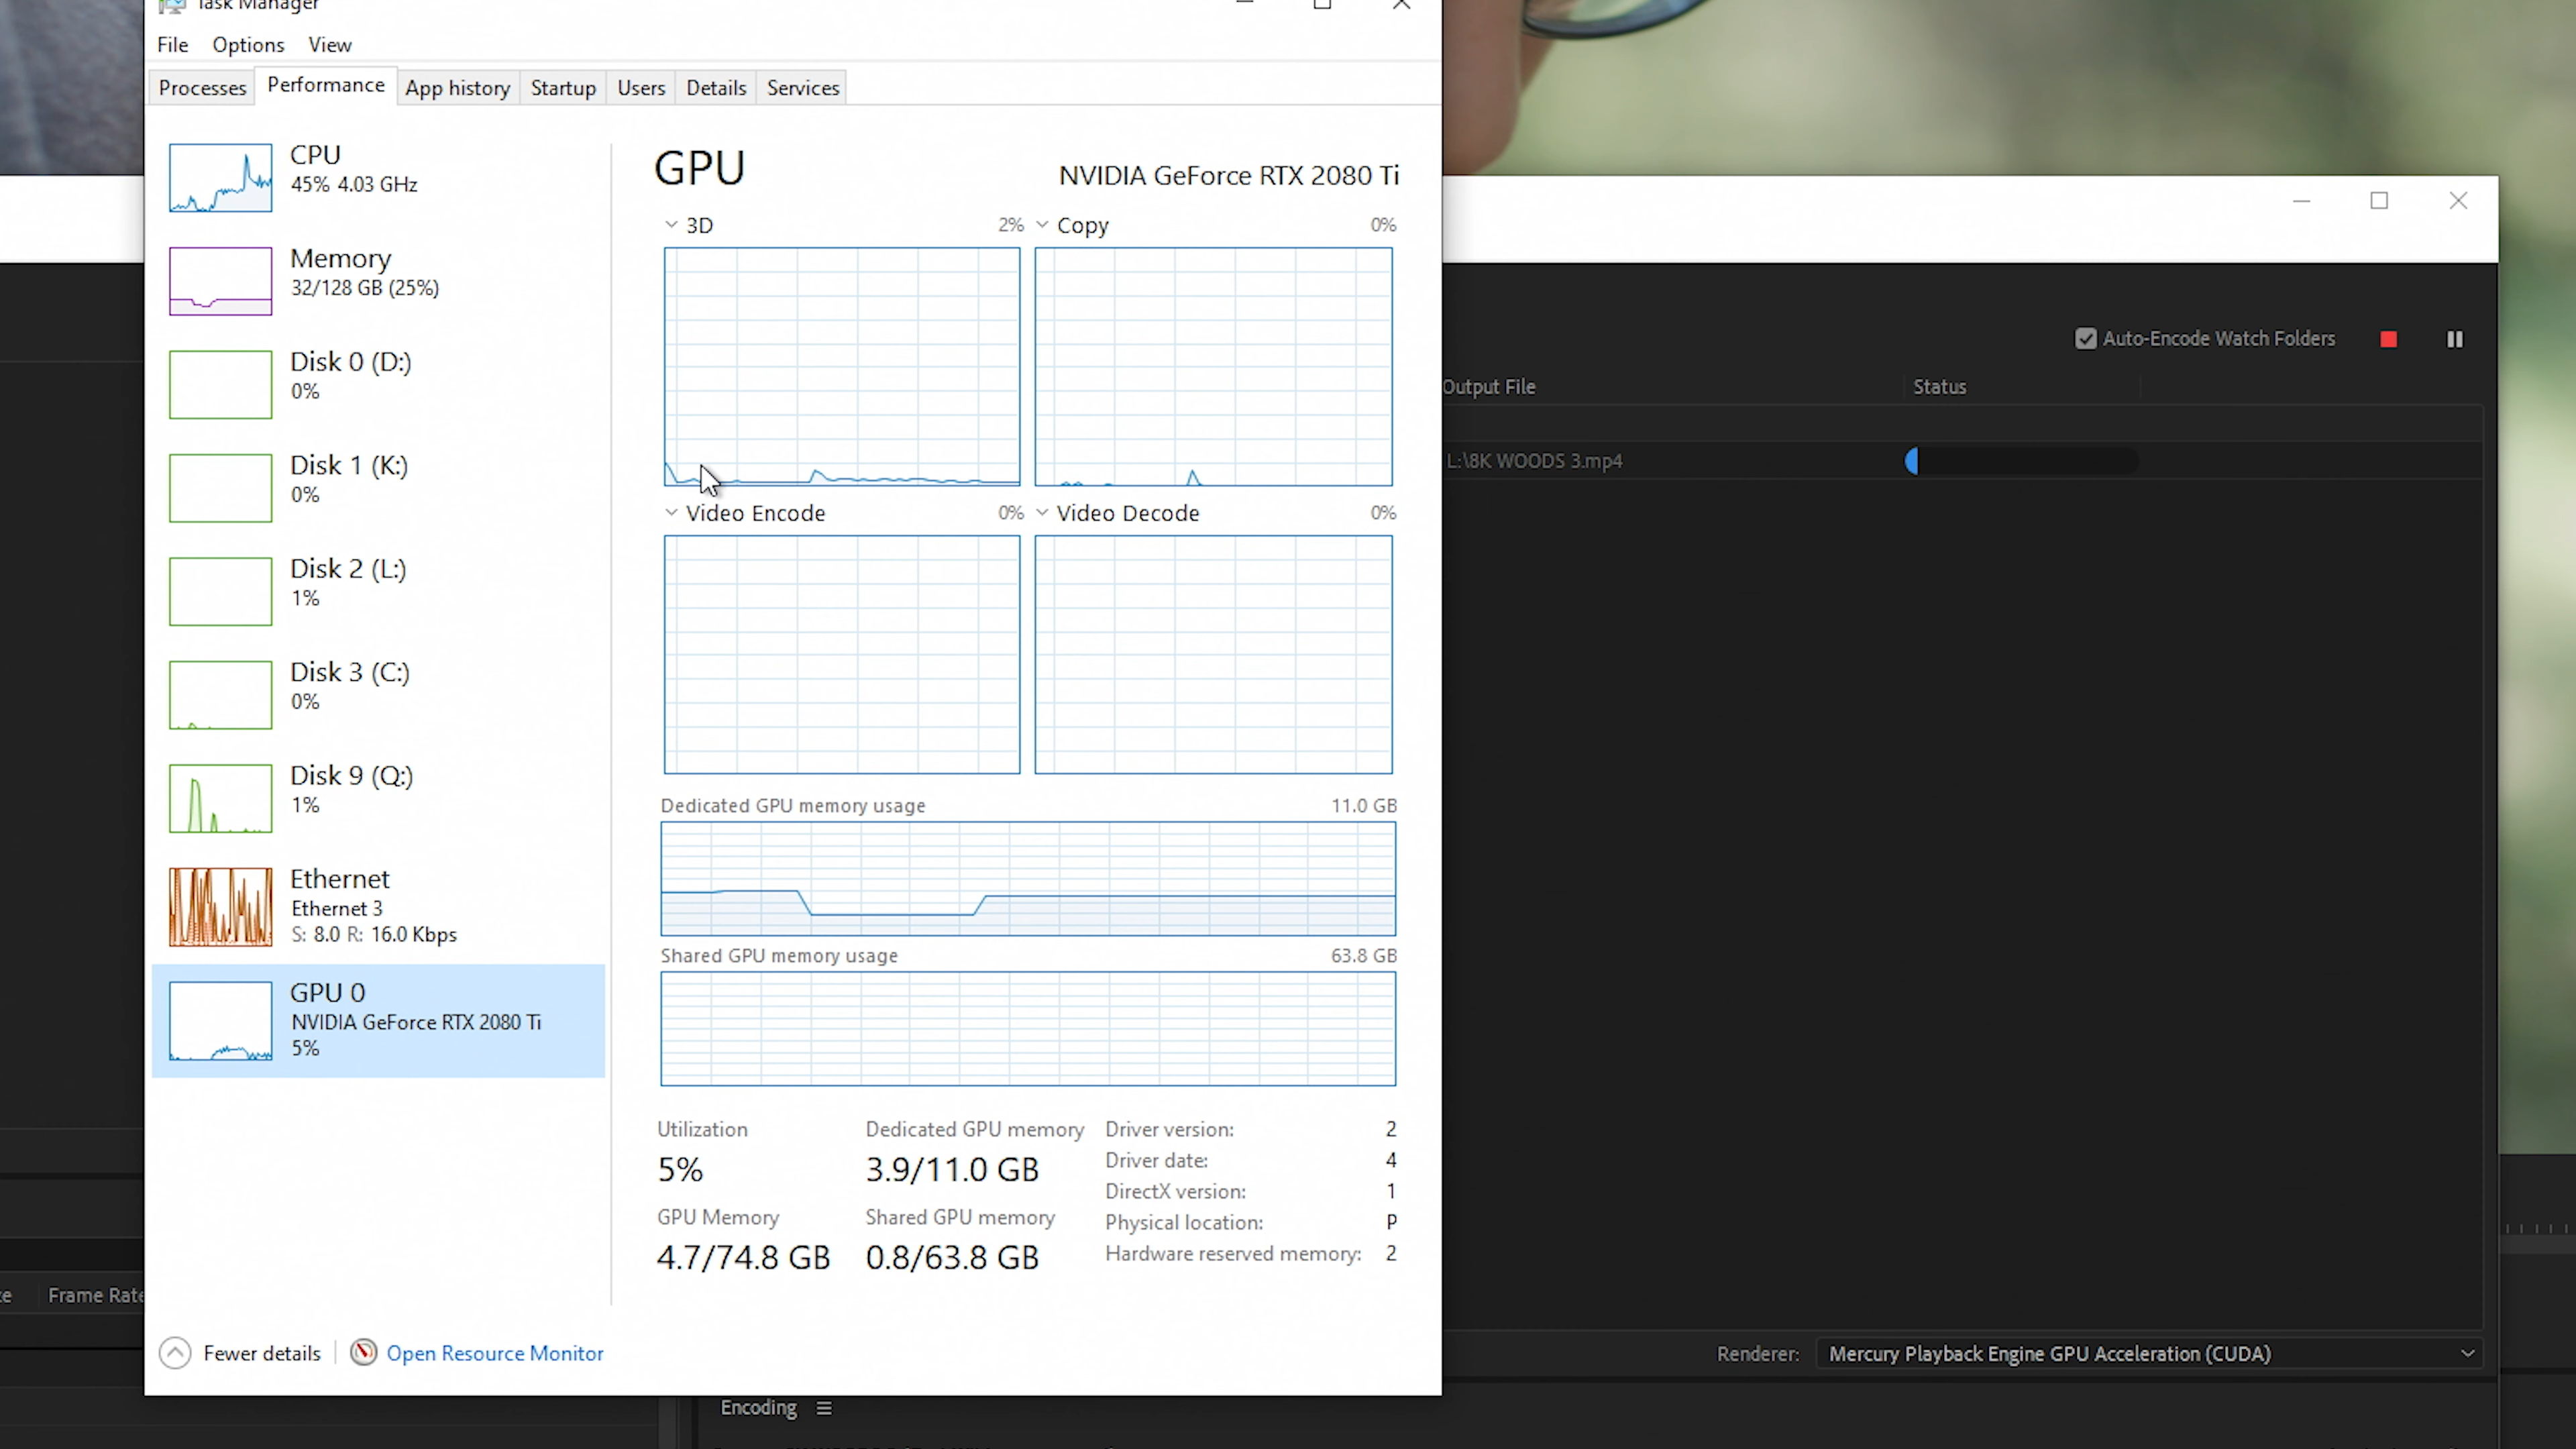 Task Manager
File Options View
Processes Performance App history Startup Users Details Services
CPU
45% 4.03 GHz
Memory
32/128 GB (25%)
Disk 0 (D:)
0%
Disk 1 (K:)
0%
Disk 2 (L:)
1%
Disk 3 (C:)
0%
Disk 9 (Q:)
1%
Ethernet
Ethernet 3
S: 8.0 R: 16.0 Kbps
GPU 0
NVIDIA GeForce RTX 2080 Ti
5%
GPU NVIDIA GeForce RTX 2080 Ti
3D 2% Copy 0%
Video Encode 0% Video Decode 0%
Dedicated GPU memory usage 11.0 GB
Shared GPU memory usage 63.8 GB
Utilization
5%
Dedicated GPU memory
3.9/11.0 GB
GPU Memory
4.7/74.8 GB
Shared GPU memory
0.8/63.8 GB
Driver version: 2
Driver date: 4
DirectX version: 1
Physical location: P
Hardware reserved memory: 2
Fewer details Open Resource Monitor
Auto-Encode Watch Folders
Output File Status
L:\8K WOODS 3.mp4
Frame Rate
Renderer: Mercury Playback Engine GPU Acceleration (CUDA)
Encoding